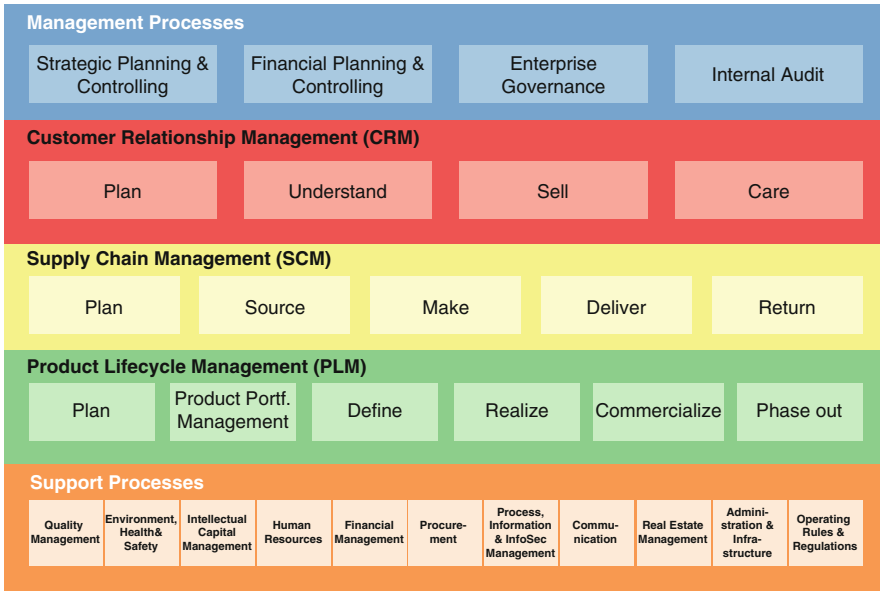 Management Processes
Strategic Planning &
Controlling
Financial Planning &
Controlling
Enterprise
Governance
Internal Audit
Customer Relationship Management (CRM)
Plan
Understand
Sell
Care
Supply Chain Management (SCM)
Plan
Source
Make
Deliver
Return
Product Lifecycle Management (PLM)
Plan
Product Portf.
Management
Define
Realize
Commercialize
Phase out
Support Processes
Quality
Management
Environment,
Health&
Safety
Intellectual
Capital
Management
Human
Resources
Financial
Management
Procure-
ment
Process,
Information
& InfoSec
Management
Commu-
nication
Real Estate
Management
Admini-
stration &
Infra-
structure
Operating
Rules &
Regulations